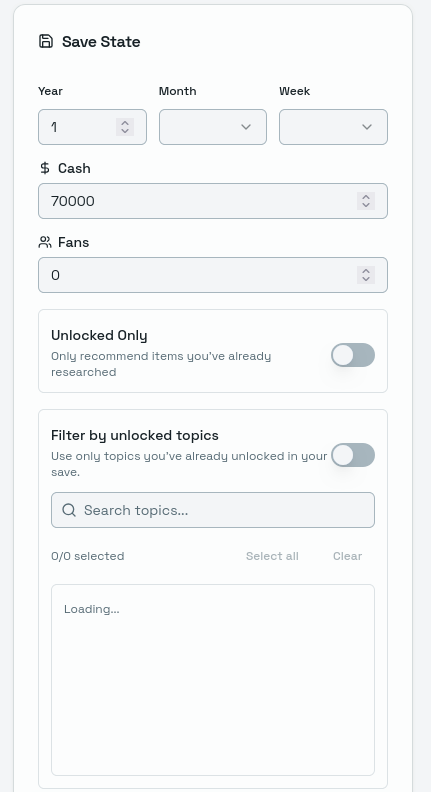 Save State
Year
Month
Week
1
$ Cash
70000
Fans
0
Unlocked Only
Only recommend items you've already
researched
Filter by unlocked topics
Use only topics you've already unlocked in your
save.
Search topics...
0/0 selected
Select all
Clear
Loading...